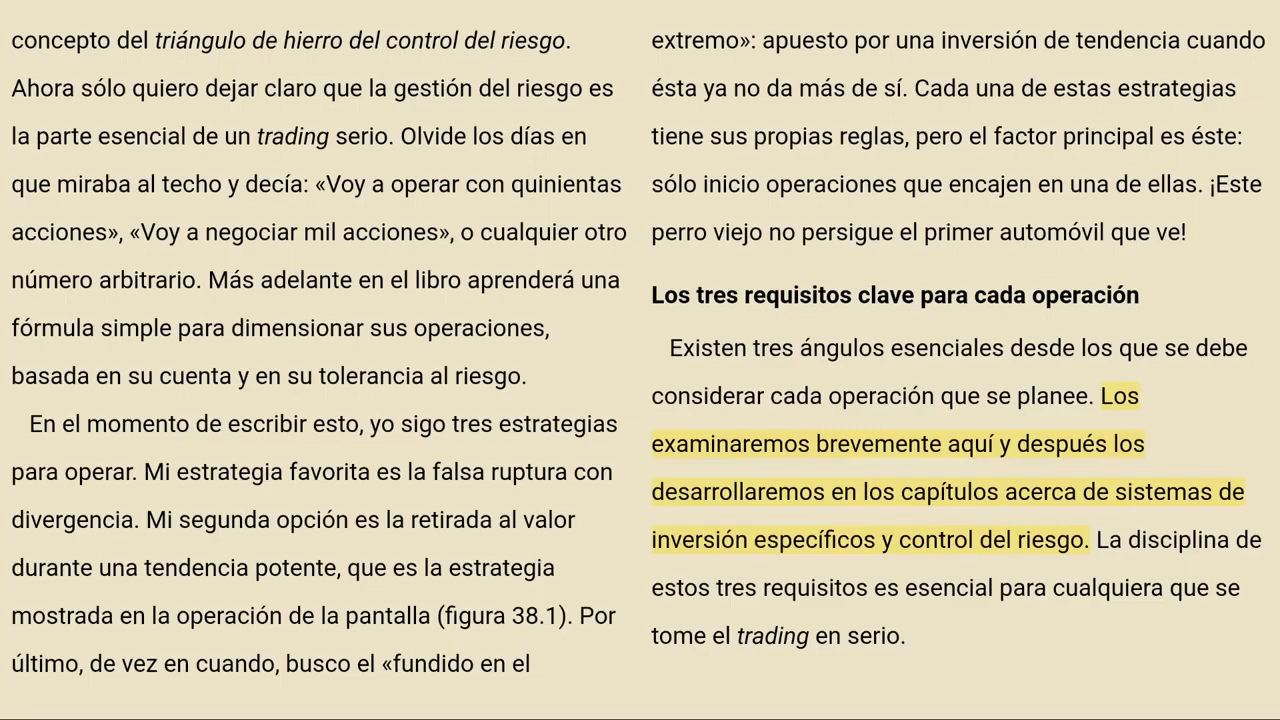 concepto del triángulo de hierro del control del riesgo.
Ahora sólo quiero dejar claro que la gestión del riesgo es
la parte esencial de un trading serio. Olvide los días en
que miraba al techo y decía: «Voy a operar con quinientas
acciones», «Voy a negociar mil acciones», o cualquier otro
número arbitrario. Más adelante en el libro aprenderá una
fórmula simple para dimensionar sus operaciones,
basada en su cuenta y en su tolerancia al riesgo.
En el momento de escribir esto, yo sigo tres estrategias
para operar. Mi estrategia favorita es la falsa ruptura con
divergencia. Mi segunda opción es la retirada al valor
durante una tendencia potente, que es la estrategia
mostrada en la operación de la pantalla (figura 38.1). Por
último, de vez en cuando, busco el «fundido en el
extremo»: apuesto por una inversión de tendencia cuando
ésta ya no da más de sí. Cada una de estas estrategias
tiene sus propias reglas, pero el factor principal es éste:
sólo inicio operaciones que encajen en una de ellas. ¡Este
perro viejo no persigue el primer automóvil que ve!
Los tres requisitos clave para cada operación
Existen tres ángulos esenciales desde los que se debe
considerar cada operación que se planee. Los
examinaremos brevemente aquí y después los
desarrollaremos en los capítulos acerca de sistemas de
inversión específicos y control del riesgo. La disciplina de
estos tres requisitos es esencial para cualquiera que se
tome el trading en serio.